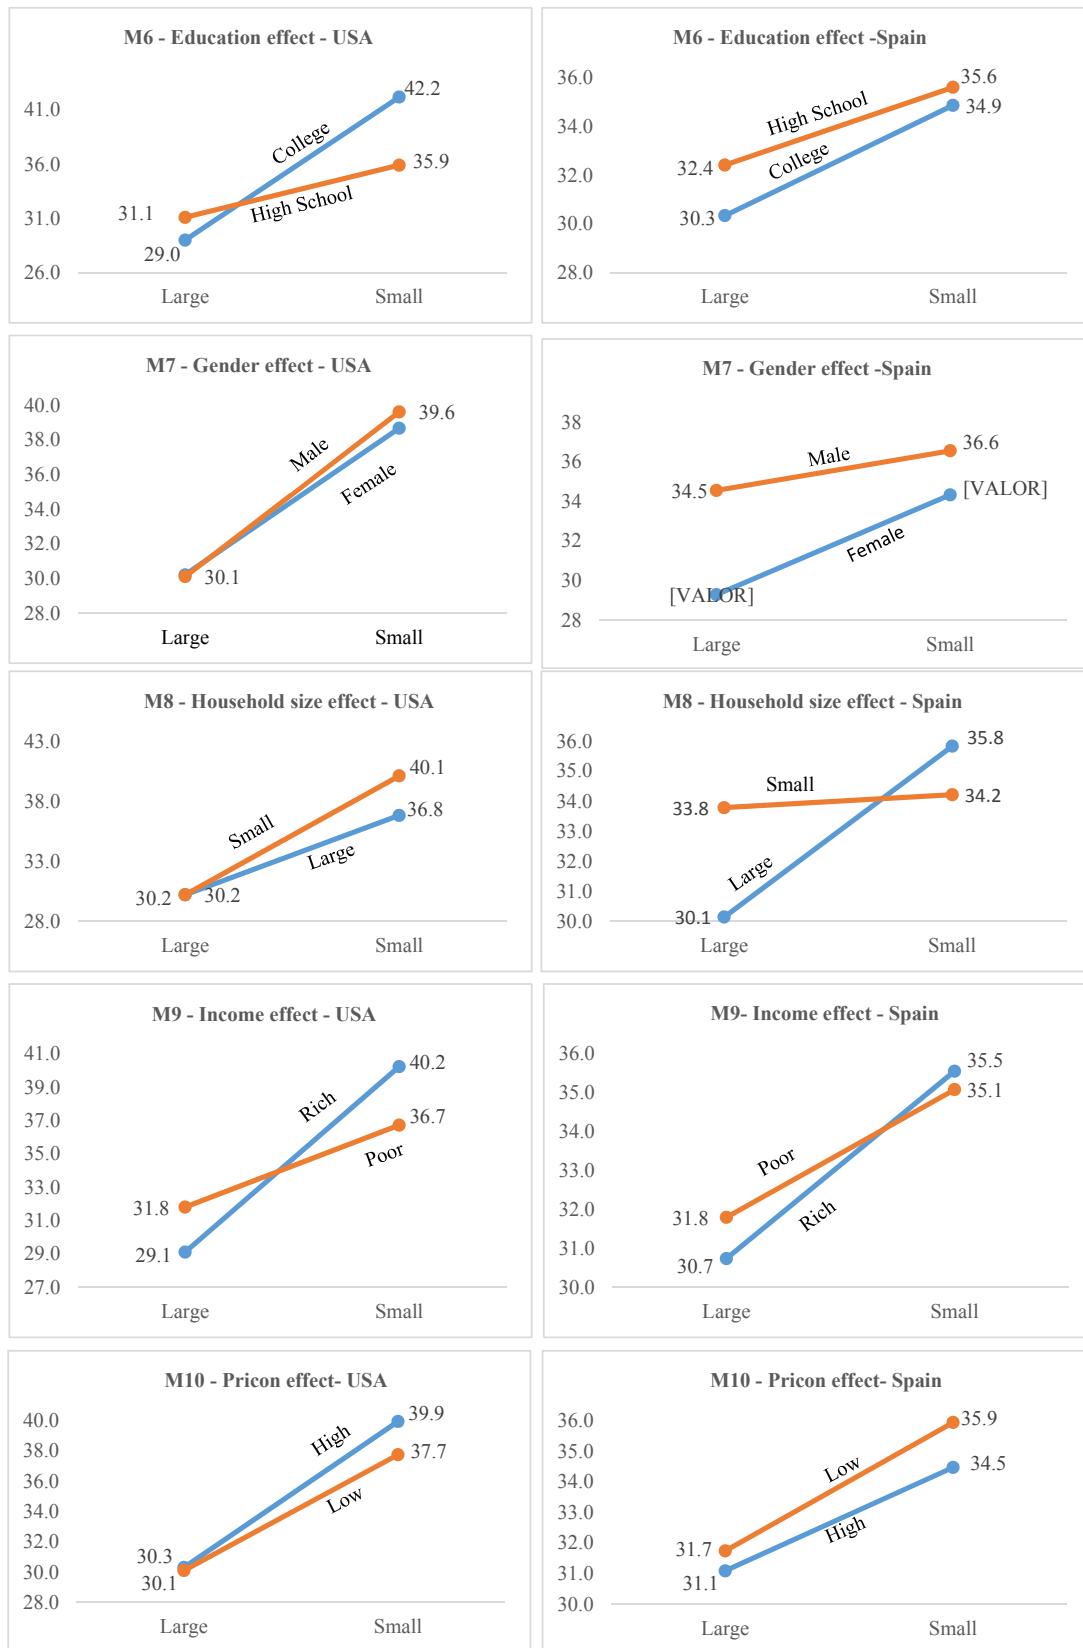 M6 - Education effect - USA
42.2
41.0
College
36.0
35.9
31.1
High School
31.0
29.0
26.0
Large Small
M6 - Education effect -Spain
36.0
35.6
High School
34.9
34.0
32.4
College
32.0
30.3
30.0
28.0
Large Small
M7 - Gender effect - USA
40.0
39.6
38.0
Male
Female
36.0
34.0
32.0
30.0
30.1
28.0
Large Small
M7 - Gender effect -Spain
38
36.6
36
Male
34.5
[VALOR]
34
Female
32
30
[VALOR]
28
Large Small
M8 - Household size effect - USA
43.0
40.1
38.0
36.8
Small
Large
33.0
30.2 30.2
28.0
Large Small
M8 - Household size effect - Spain
36.0
35.8
35.0
Small
34.0
33.8
34.2
33.0
32.0
Large
31.0
30.1
30.0
Large Small
M9 - Income effect - USA
41.0
40.2
39.0
Rich
37.0
36.7
35.0
Poor
33.0
31.8
31.0
29.1
29.0
27.0
Large Small
M9- Income effect - Spain
36.0
35.5
35.1
35.0
34.0
Poor
33.0
Rich
32.0
31.8
31.0
30.7
30.0
Large Small
M10 - Pricon effect- USA
40.0
39.9
High
38.0
37.7
36.0
Low
34.0
32.0
30.3
30.0
30.1
28.0
Large Small
M10 - Pricon effect- Spain
36.0
35.9
35.0
Low
34.5
34.0
33.0
High
32.0
31.7
31.0
31.1
30.0
Large Small